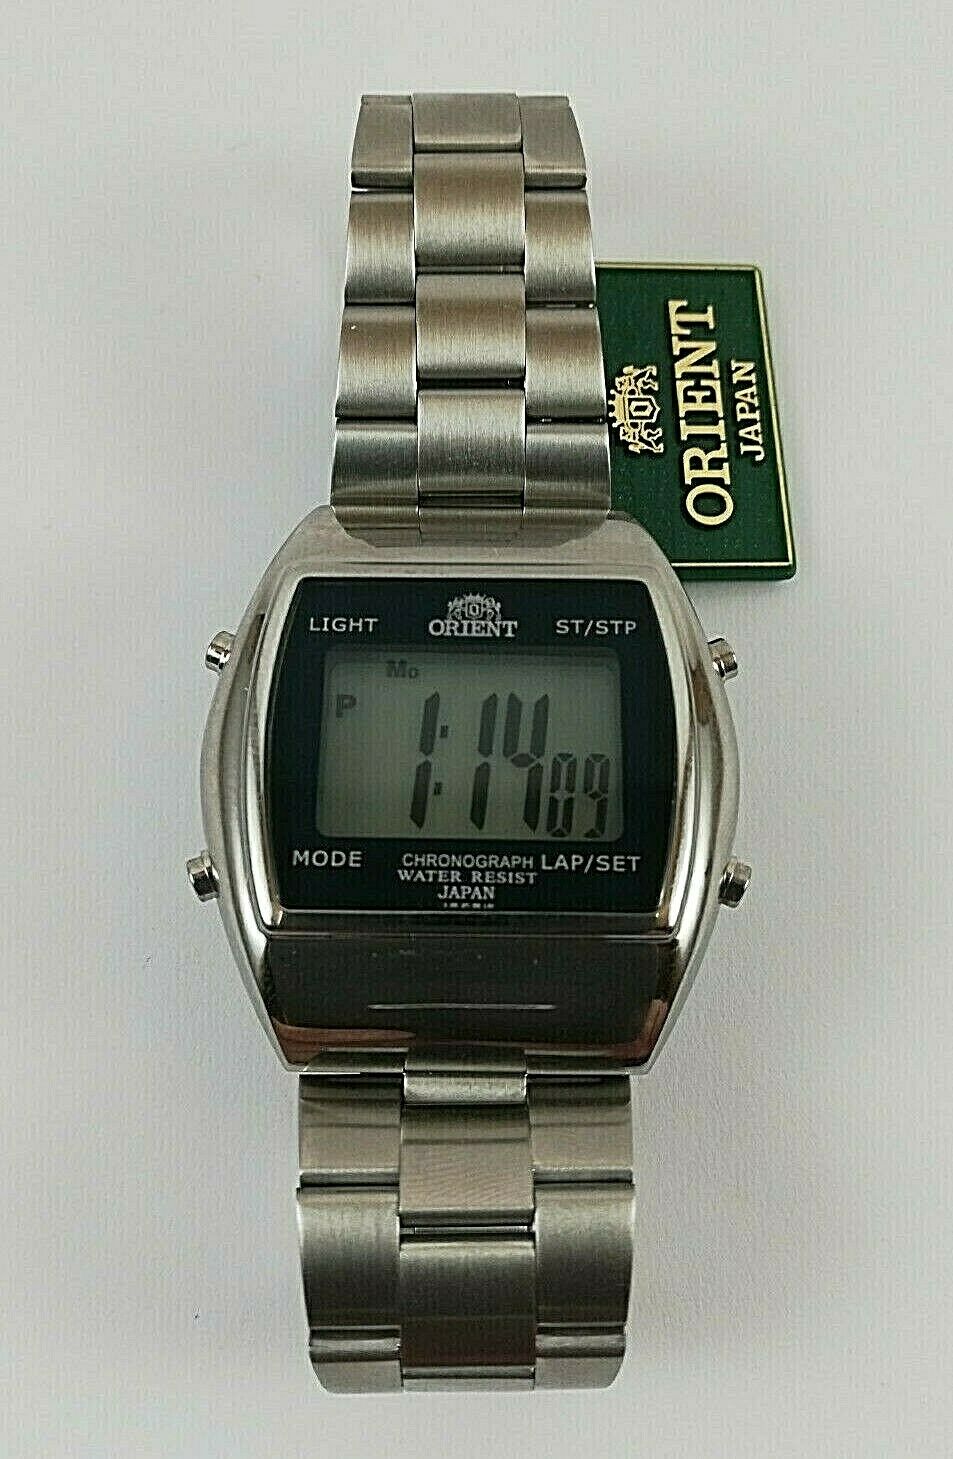 ORIENT
JAPAN
LIGHT ORIENT ST/STP
Mo
P 1:14 09
MODE CHRONOGRAPH LAP/SET
WATER RESIST
JAPAN